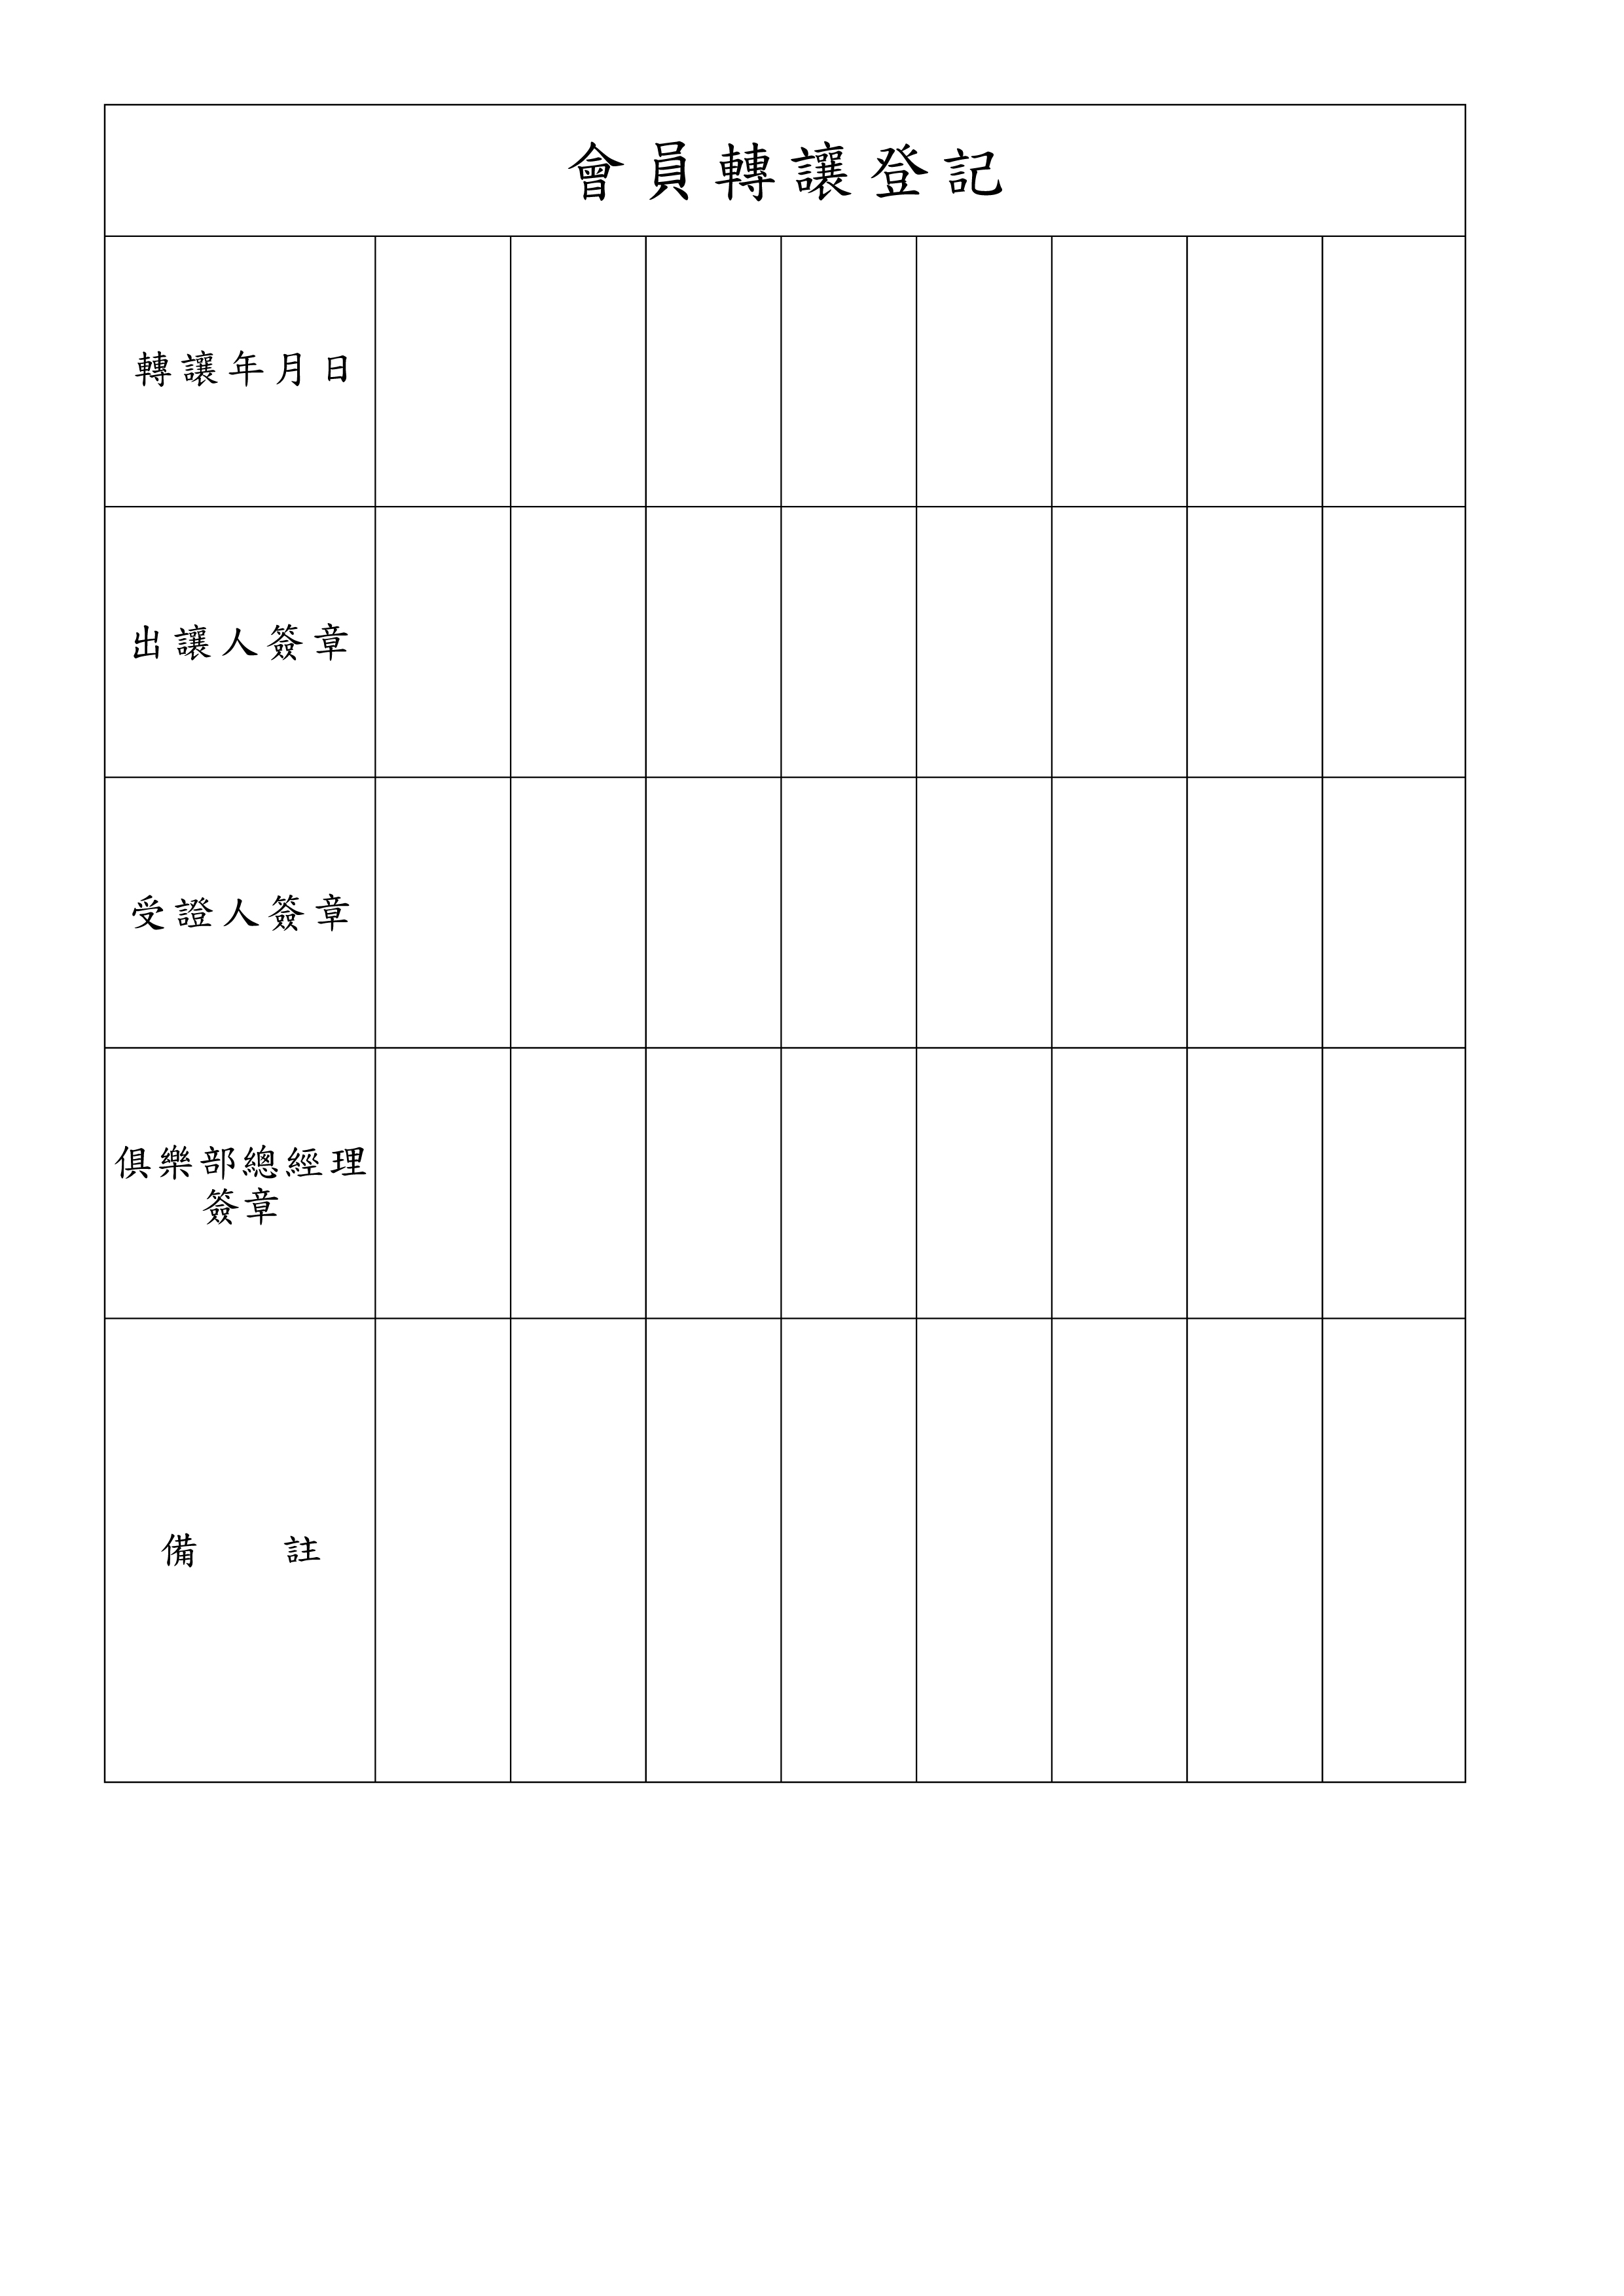 會員轉讓登記
轉讓年月日
出讓人簽章
受證人簽章
俱樂部總經理
簽章
備　　註